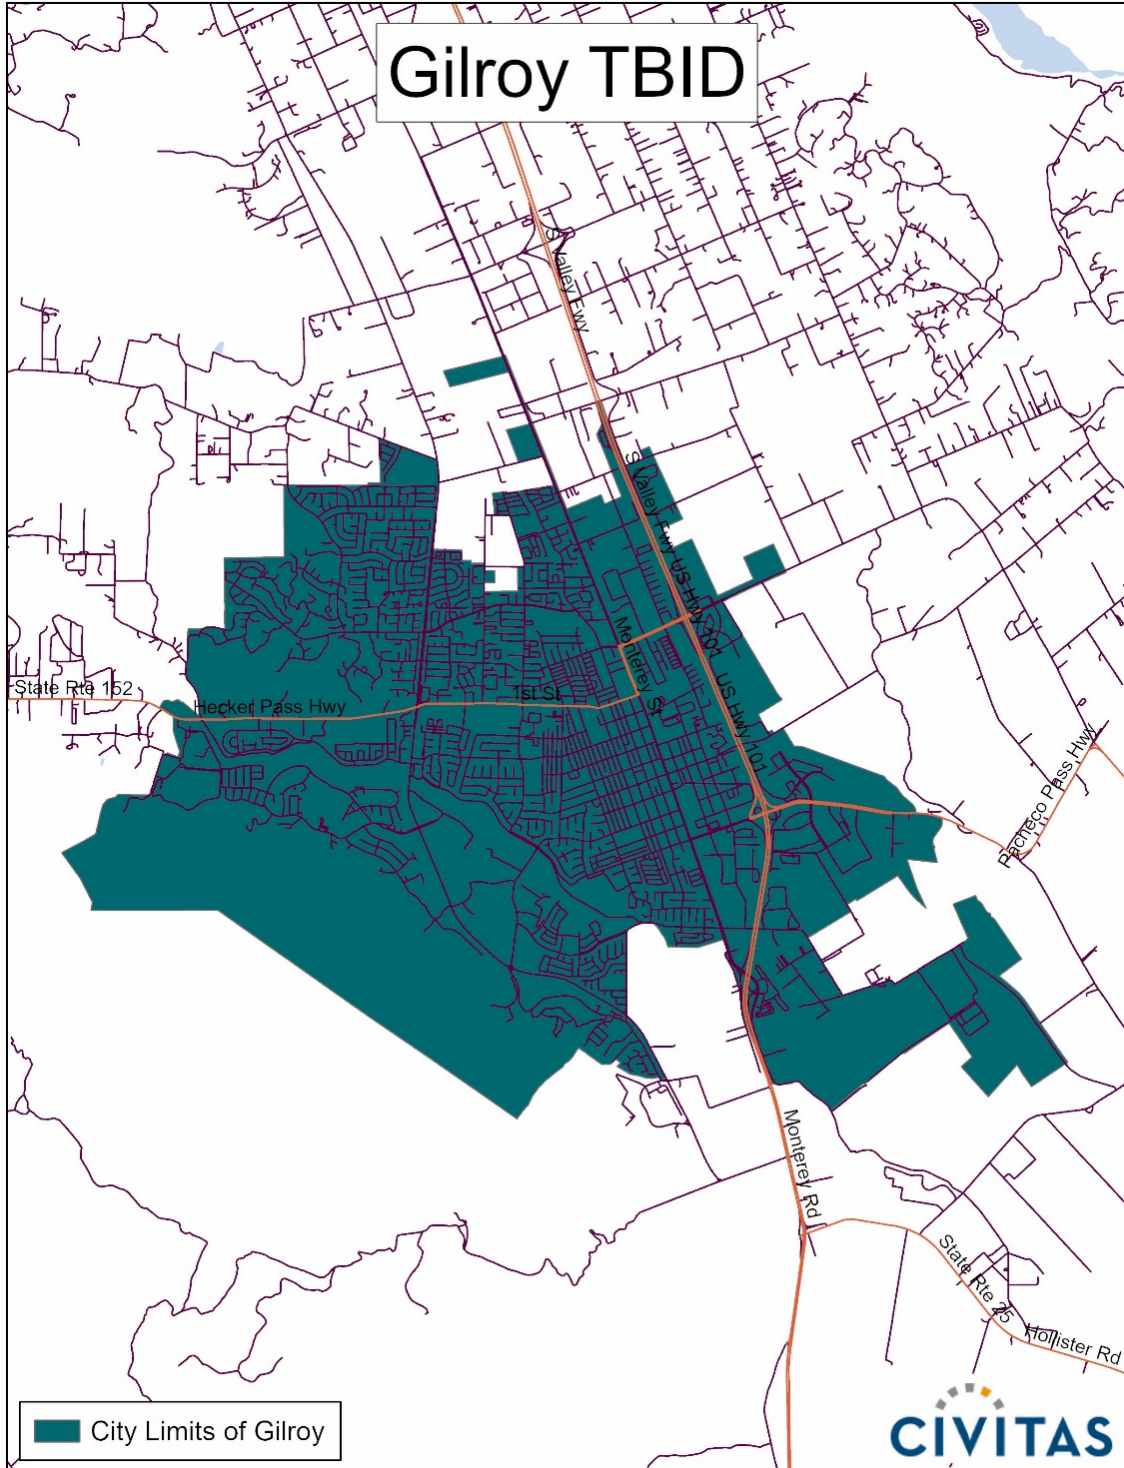 Gilroy TBID
S Valley Fwy
S Valley Fwy
US Hwy 101
Monterey St
State Rte 152
Hecker Pass Hwy
1st St
US Hwy 101
Pacheco Pass Hwy
Monterey Rd
State Rte 25
Hollister Rd
City Limits of Gilroy
CIVITAS